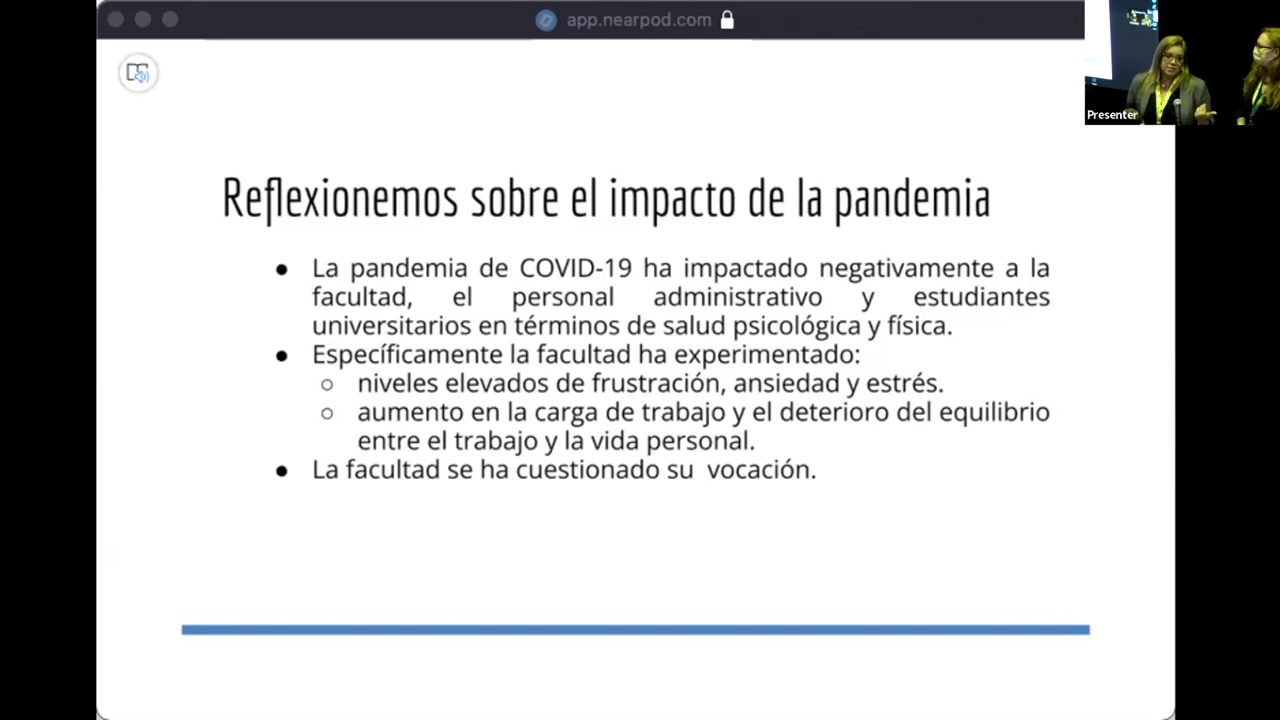 app.nearpod.com
Presenter
Reflexionemos sobre el impacto de la pandemia
● La pandemia de COVID-19 ha impactado negativamente a la
facultad, el personal administrativo y estudiantes
universitarios en términos de salud psicológica y física.
● Específicamente la facultad ha experimentado:
○ niveles elevados de frustración, ansiedad y estrés.
○ aumento en la carga de trabajo y el deterioro del equilibrio
entre el trabajo y la vida personal.
● La facultad se ha cuestionado su vocación.